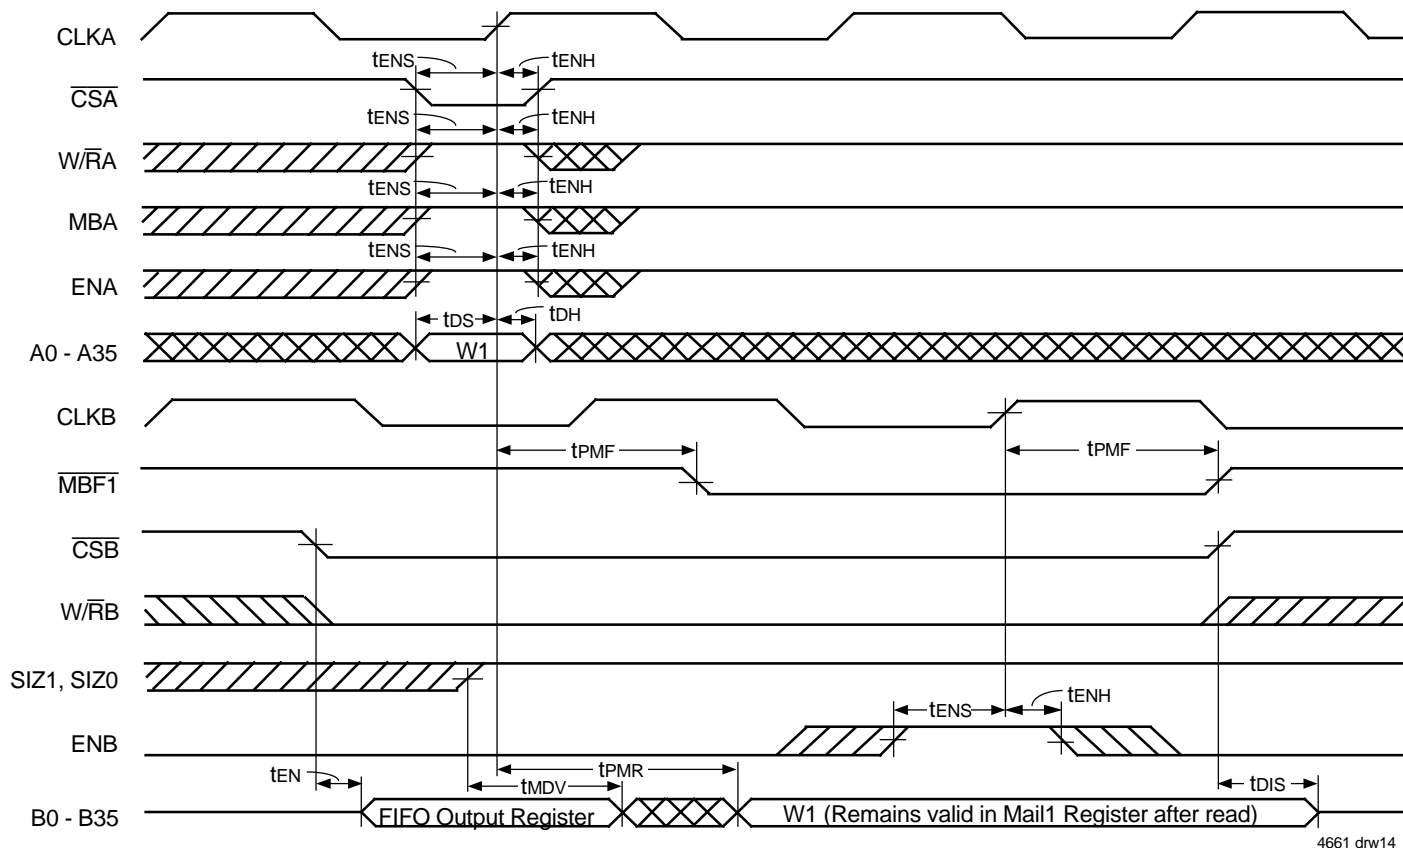 CLKA
tENS tENH
CSA
tENS tENH
W/RA
tENS tENH
MBA
tENS tENH
ENA
tDS tDH
A0 - A35 W1
CLKB
tPMF tPMF
MBF1
CSB
W/RB
SIZ1, SIZ0
tENS tENH
ENB
tEN tMDV tPMR tDIS
B0 - B35 FIFO Output Register W1 (Remains valid in Mail1 Register after read)
4661 drw14